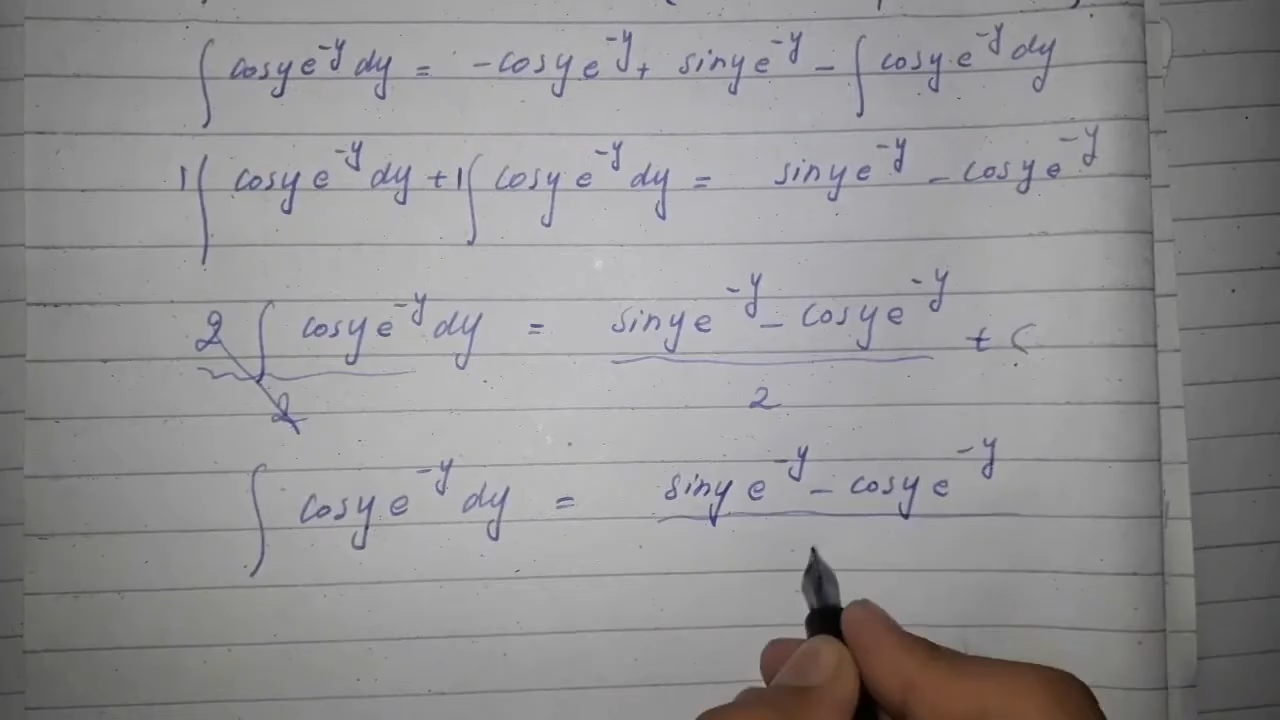 ∫ cosy e^-y dy = -cosy e^-y + siny e^-y - ∫ cosy e^-y dy
1∫ cosy e^-y dy + 1∫ cosy e^-y dy = siny e^-y - cosy e^-y
2 ∫ cosy e^-y dy / 2 = siny e^-y - cosy e^-y / 2 + C
∫ cosy e^-y dy = siny e^-y - cosy e^-y